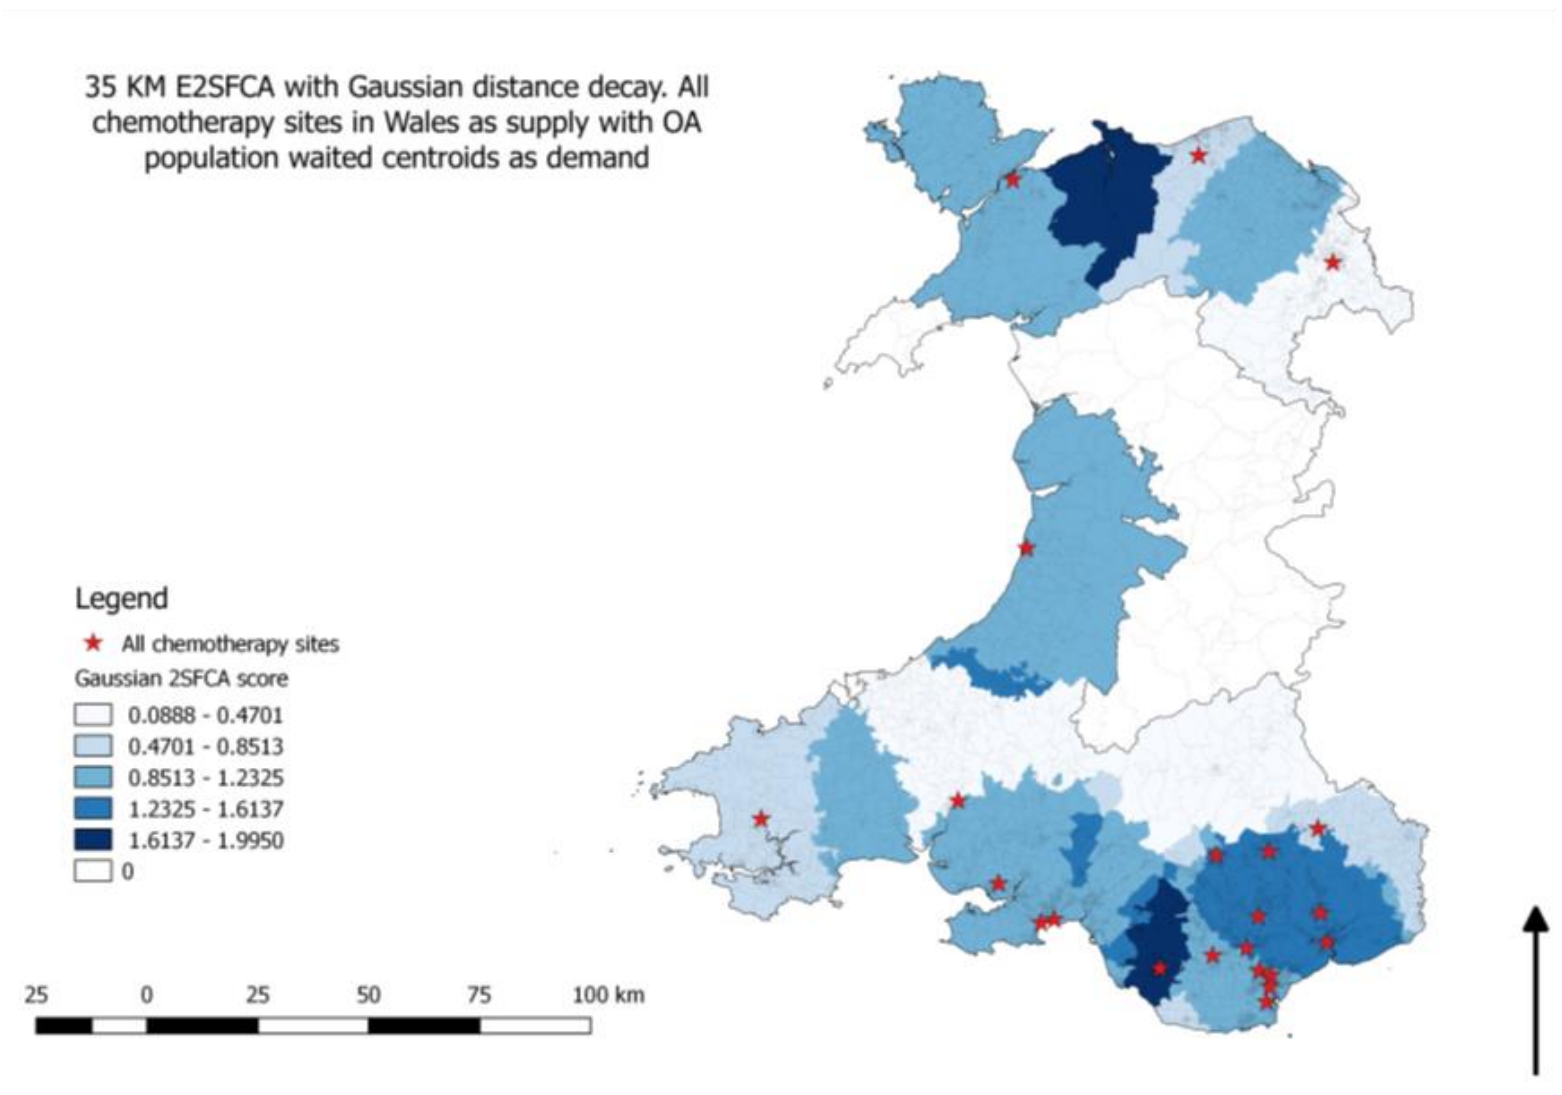 35 KM E2SFCA with Gaussian distance decay. All
chemotherapy sites in Wales as supply with OA
population waited centroids as demand
Legend
All chemotherapy sites
Gaussian 2SFCA score
0.0888 - 0.4701
0.4701 - 0.8513
0.8513 - 1.2325
1.2325 - 1.6137
1.6137 - 1.9950
0
25 0 25 50 75 100 km